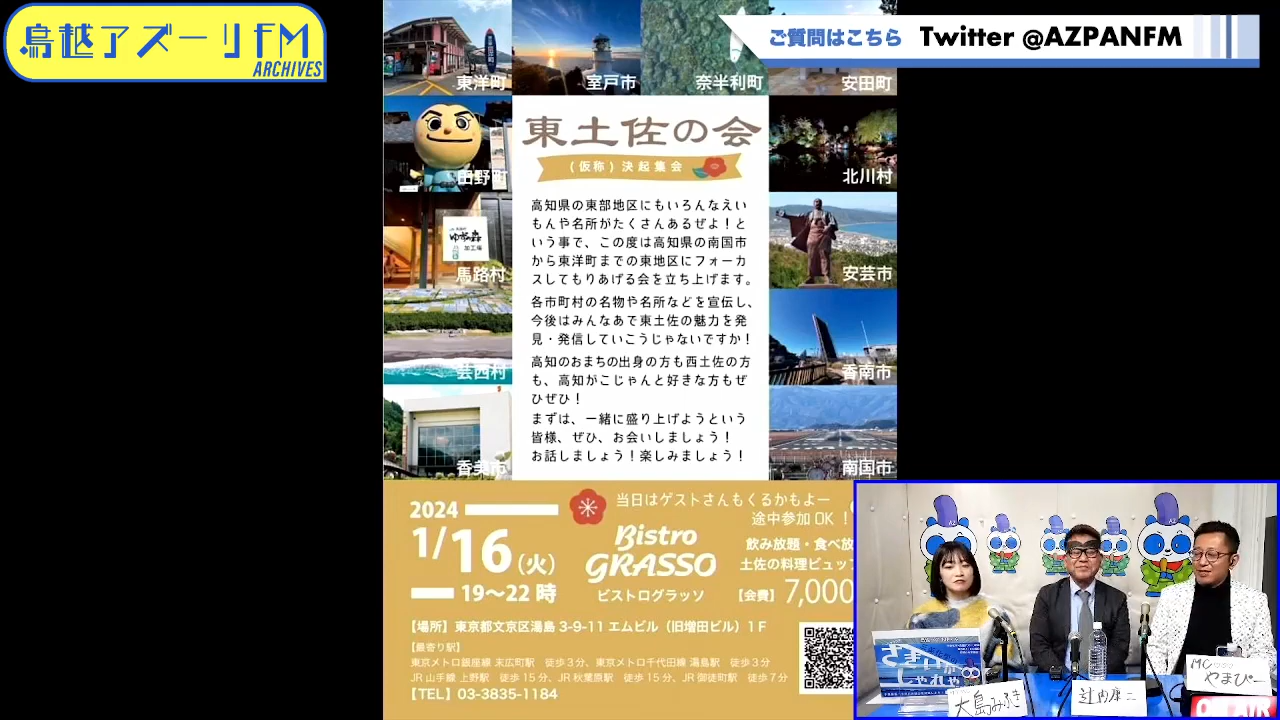 鳥越アズーリFM
ARCHIVES
ご質問はこちら Twitter @AZPANFM
東洋町
室戸市
奈半利町
安田町
田野町
北川村
馬路村
安芸市
芸西村
香南市
香美市
南国市
ゆずの森
加工場
東土佐の会
(仮称)決起集会
高知県の東部地区にもいろんなえい
もんや名所がたくさんあるぜよ！と
いう事で、この度は高知県の南国市
から東洋町までの東地区にフォーカ
スしてもりあげる会を立ち上げます。
各市町村の名物や名所などを宣伝し、
今後はみんなあで東土佐の魅力を発
見・発信していこうじゃないですか！
高知のおまちの出身の方も西土佐の方
も、高知がこじゃんと好きな方もぜ
ひぜひ！
まずは、一緒に盛り上げようという
皆様、ぜひ、お会いしましょう！
お話しましょう！楽しみましょう！
2024
1/16(火)
19〜22時
当日はゲストさんもくるかもよー
途中参加OK！
Bistro
GRASSO
ビストログラッソ
飲み放題・食べ放
土佐の料理ビュッフ
【会費】7,000
【場所】東京都文京区湯島 3-9-11 エムビル（旧増田ビル）1F
【最寄り駅】
東京メトロ銀座線 末広町駅 徒歩3分、東京メトロ千代田線 湯島駅 徒歩3分
JR山手線 上野駅 徒歩15分、JR秋葉原駅 徒歩15分、JR御徒町駅 徒歩7分
【TEL】03-3835-1184
大島みづき
辻内康二
MC
やまぴー
ON AIR